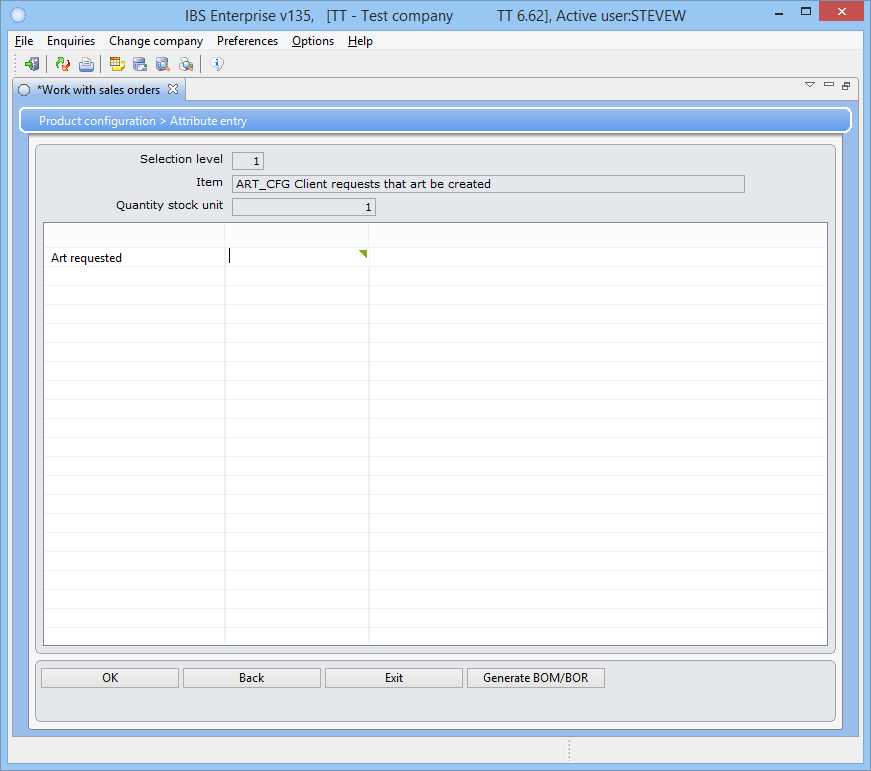 IBS Enterprise v135, [TT - Test company TT 6.62], Active user:STEVEW
File Enquiries Change company Preferences Options Help
*Work with sales orders
Product configuration > Attribute entry
Selection level 1
Item ART_CFG Client requests that art be created
Quantity stock unit 1
Art requested
OK Back Exit Generate BOM/BOR